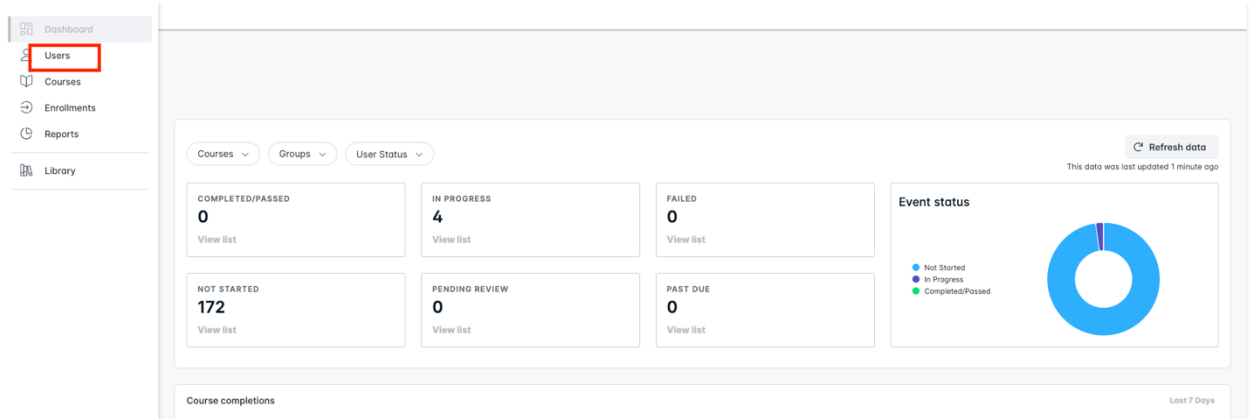 Dashboard
Users
Courses
Enrollments
Reports
Library
Courses
Groups
User Status
Refresh data
This data was last updated 1 minute ago
COMPLETED/PASSED
0
View list
IN PROGRESS
4
View list
FAILED
0
View list
NOT STARTED
172
View list
PENDING REVIEW
0
View list
PAST DUE
0
View list
Event status
Not Started
In Progress
Completed/Passed
Course completions
Last 7 Days